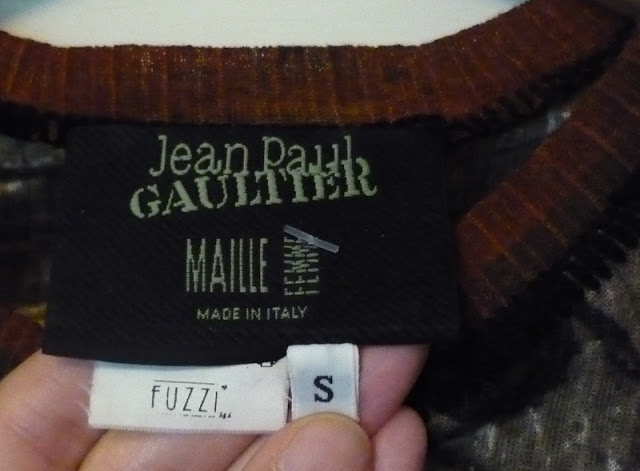 Jean Paul
GAULTIER
MAILLE FEMME
MADE IN ITALY
FUZZI
S